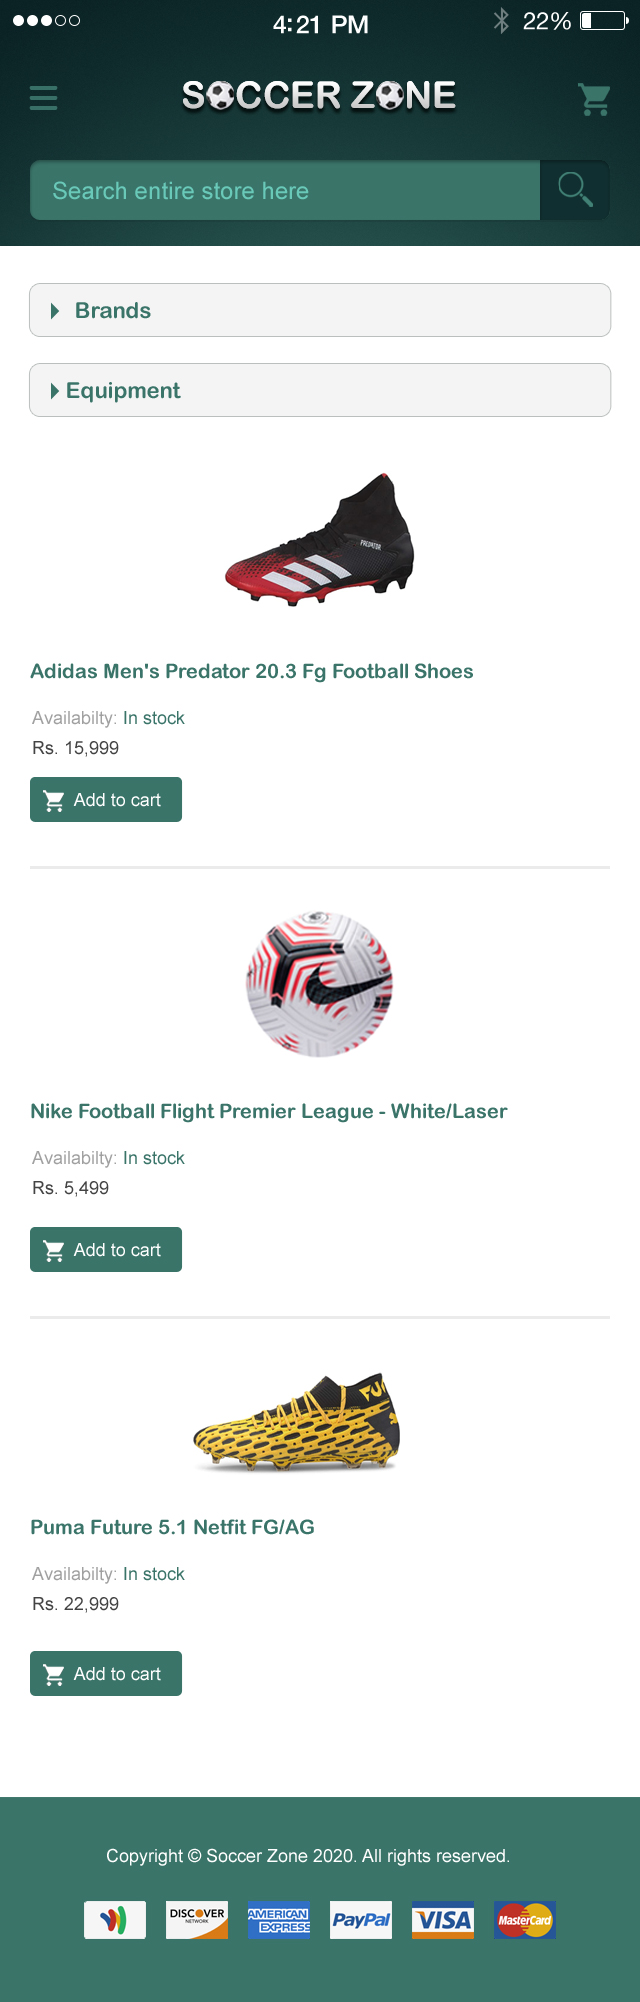 4:21 PM
22%
SOCCER ZONE
Search entire store here
Brands
Equipment
PREDATOR
Adidas Men's Predator 20.3 Fg Football Shoes
Availabilty: In stock
Rs. 15,999
Add to cart
Nike Football Flight Premier League - White/Laser
Availabilty: In stock
Rs. 5,499
Add to cart
Puma Future 5.1 Netfit FG/AG
Availabilty: In stock
Rs. 22,999
Add to cart
Copyright © Soccer Zone 2020. All rights reserved.
DISCOVER
NETWORK
AMERICAN
EXPRESS
PayPal
VISA
MasterCard